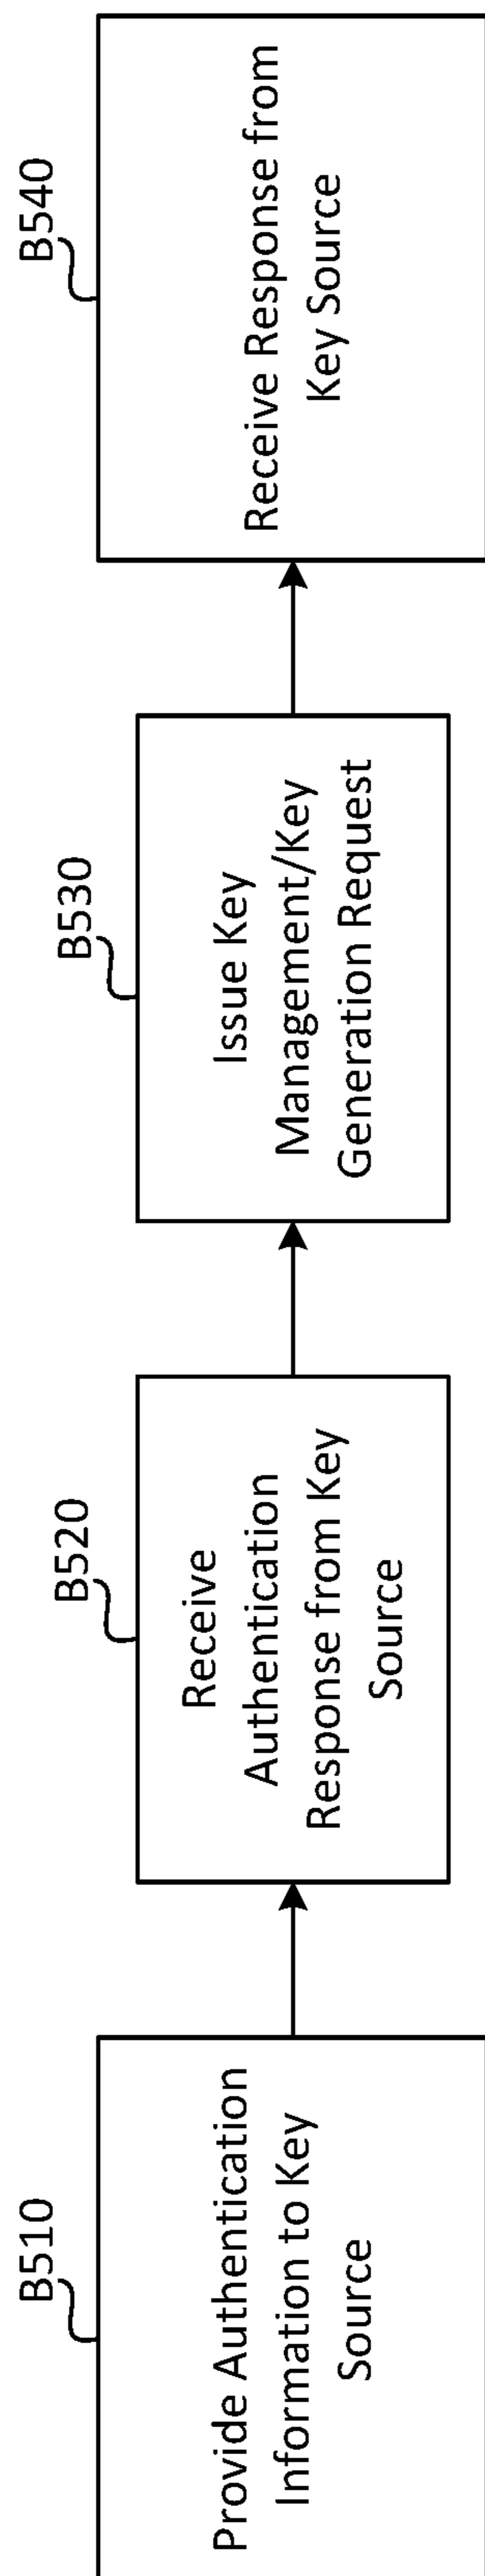 B510
Provide Authentication
Information to Key
Source
B520
Receive
Authentication
Response from Key
Source
B530
Issue Key
Management/Key
Generation Request
B540
Receive Response from
Key Source